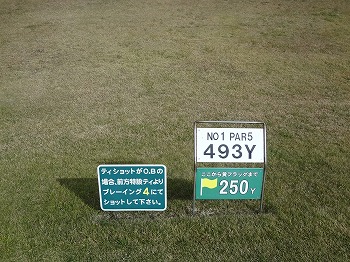 ティショットがO.Bの
場合、前方特設ティより
プレーイング4にて
ショットして下さい。
NO1 PAR5
493Y
ここから黄フラッグまで
250Y